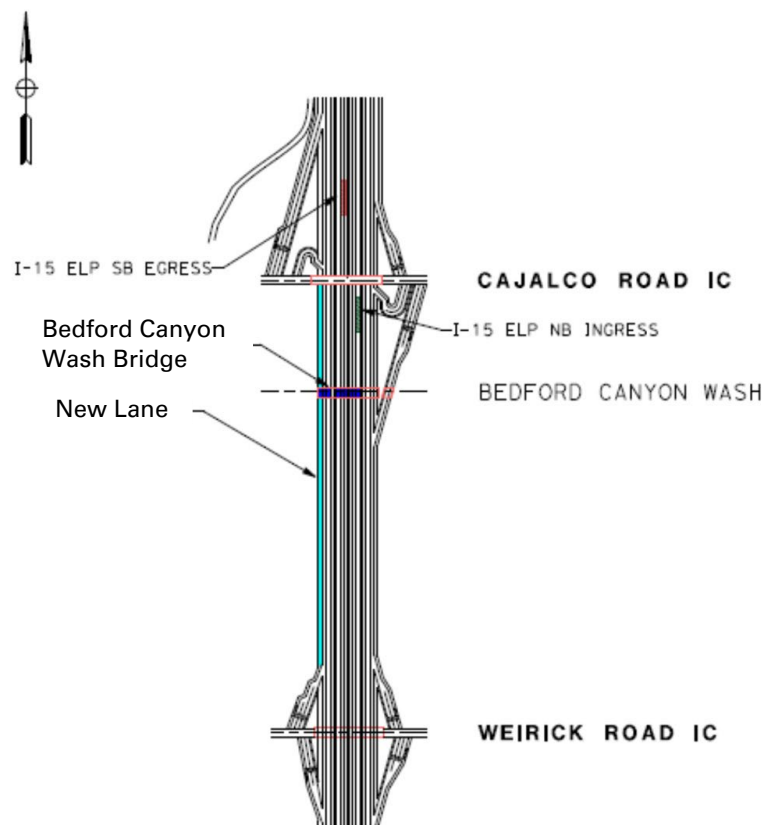 I-15 ELP SB EGRESS
CAJALCO ROAD IC
Bedford Canyon
Wash Bridge
I-15 ELP NB INGRESS
BEDFORD CANYON WASH
New Lane
WEIRICK ROAD IC